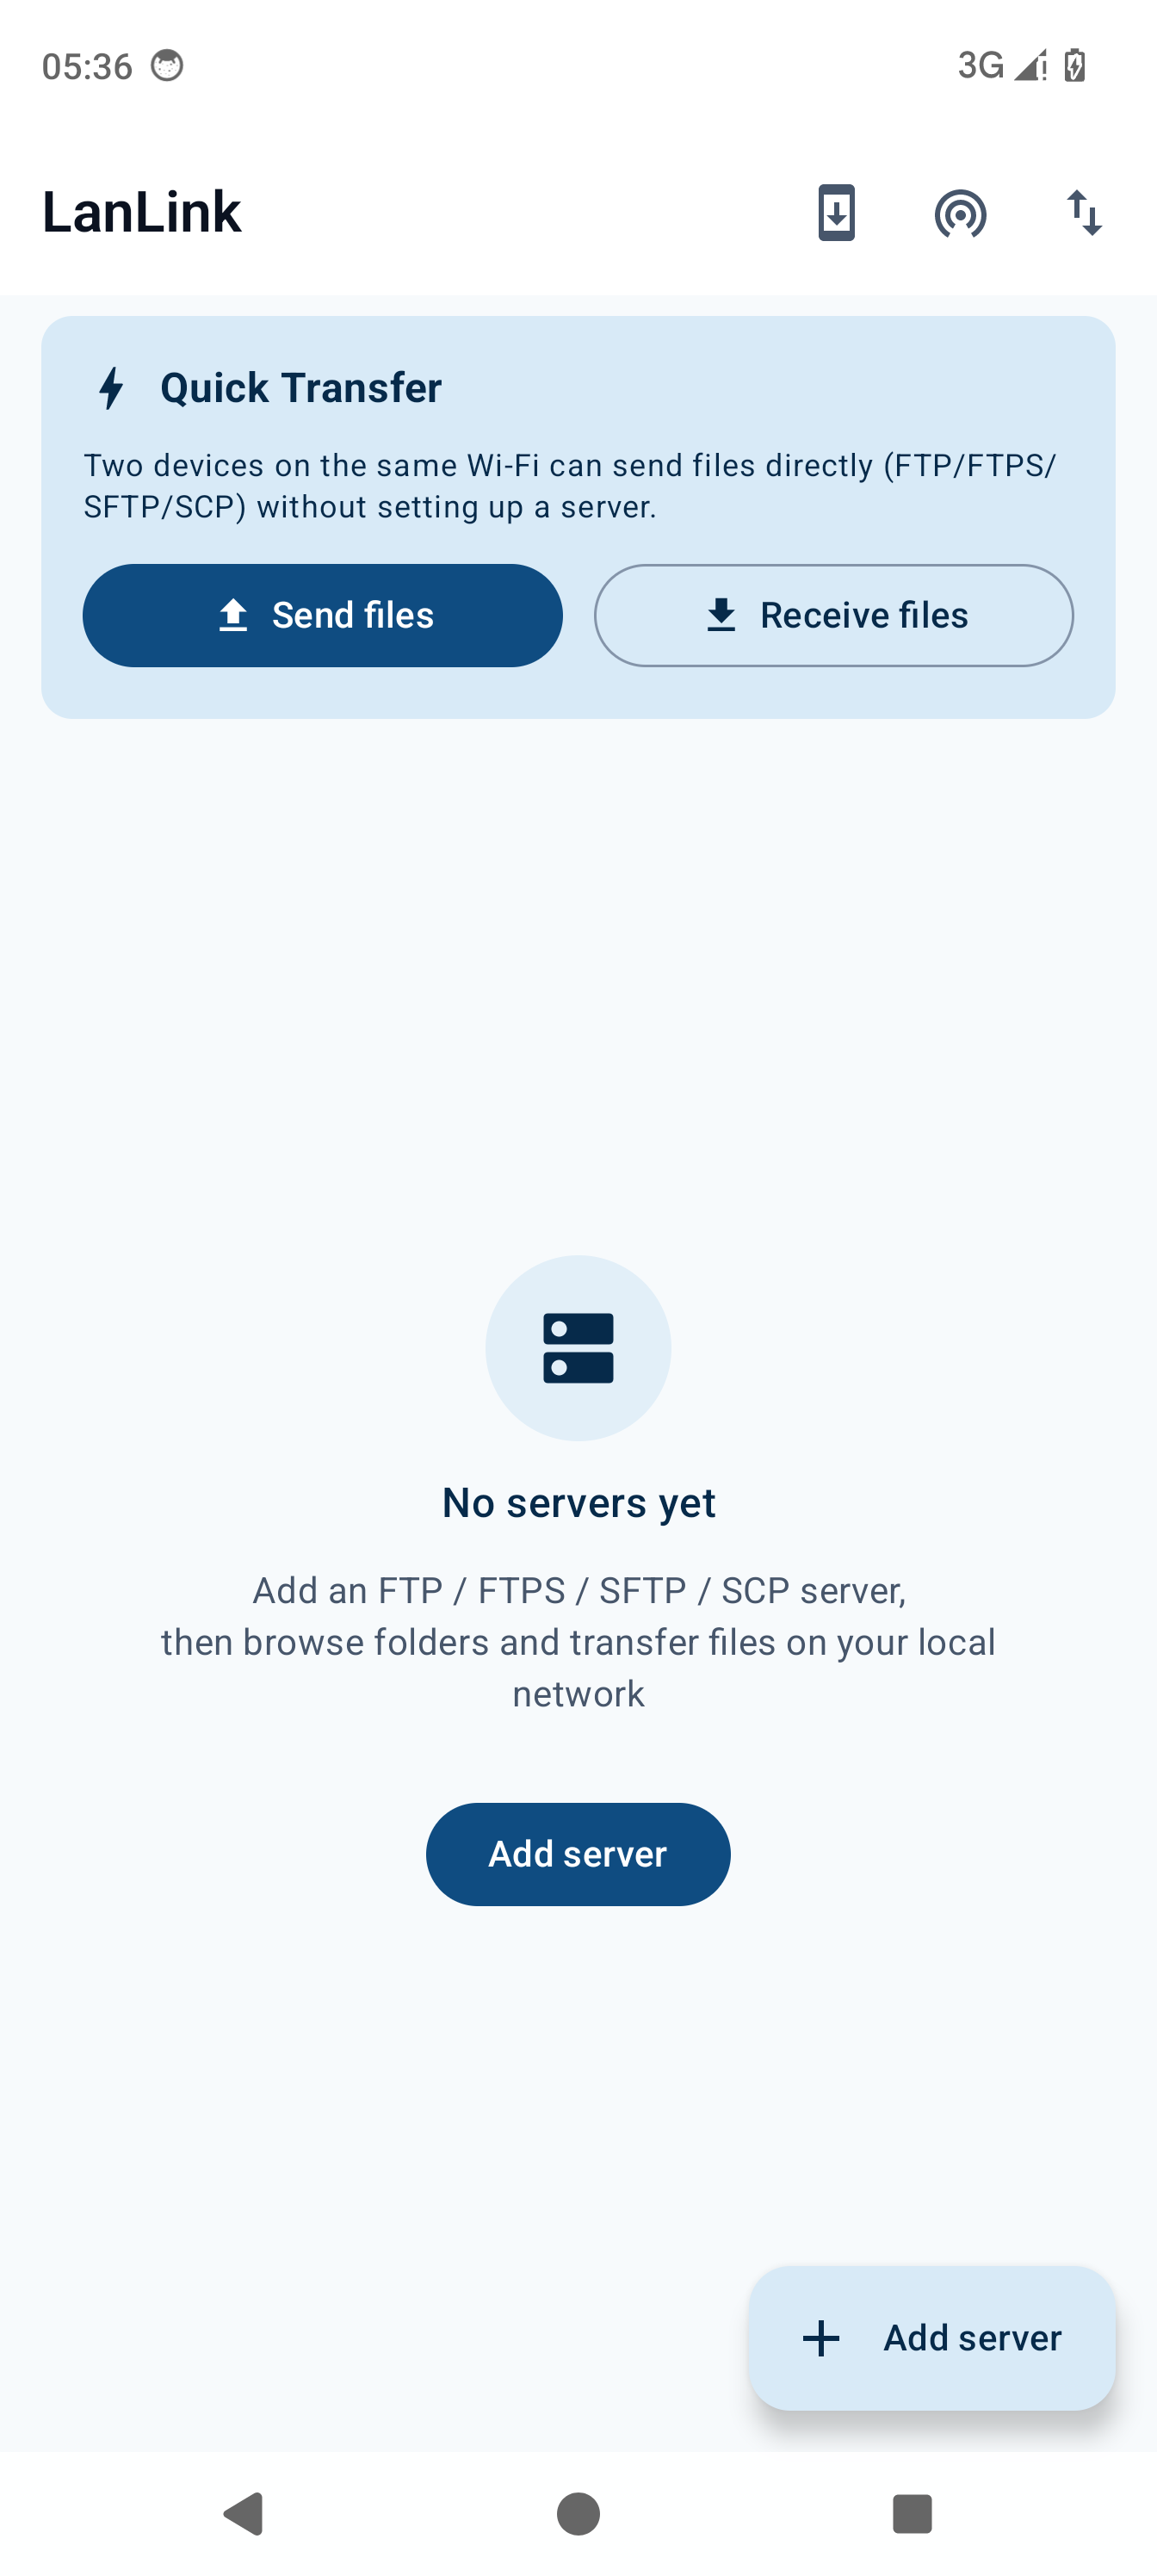 05:36
3G
LanLink
Quick Transfer
Two devices on the same Wi-Fi can send files directly (FTP/FTPS/
SFTP/SCP) without setting up a server.
Send files
Receive files
No servers yet
Add an FTP / FTPS / SFTP / SCP server,
then browse folders and transfer files on your local
network
Add server
Add server